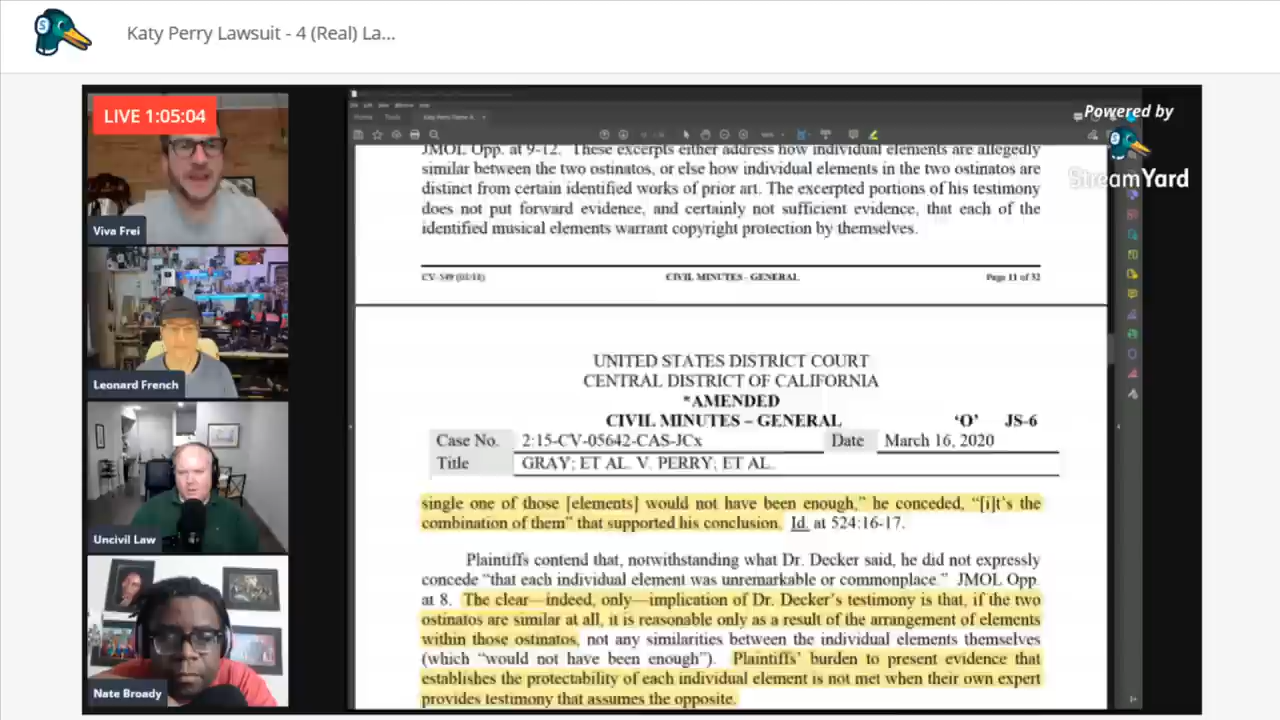 Katy Perry Lawsuit - 4 (Real) La...
LIVE 1:05:04
Viva Frei
Leonard French
Uncivil Law
Nate Broady
Powered by
StreamYard
Home Tools
JMOL Opp. at 9-12. These excerpts either address how individual elements are allegedly
similar between the two ostinatos, or else how individual elements in the two ostinatos are
distinct from certain identified works of prior art. The excerpted portions of his testimony
does not put forward evidence, and certainly not sufficient evidence, that each of the
identified musical elements warrant copyright protection by themselves.
CIVIL MINUTES - GENERAL Page 11 of 32
UNITED STATES DISTRICT COURT
CENTRAL DISTRICT OF CALIFORNIA
*AMENDED
CIVIL MINUTES – GENERAL ‘O’ JS-6
Case No. 2:15-CV-05642-CAS-JCx Date March 16, 2020
Title GRAY; ET AL. V. PERRY; ET AL.
single one of those [elements] would not have been enough,” he conceded, “[i]t’s the
combination of them” that supported his conclusion. Id. at 524:16-17.
Plaintiffs contend that, notwithstanding what Dr. Decker said, he did not expressly
concede “that each individual element was unremarkable or commonplace.” JMOL Opp.
at 8. The clear—indeed, only—implication of Dr. Decker’s testimony is that, if the two
ostinatos are similar at all, it is reasonable only as a result of the arrangement of elements
within those ostinatos, not any similarities between the individual elements themselves
(which “would not have been enough”). Plaintiffs’ burden to present evidence that
establishes the protectability of each individual element is not met when their own expert
provides testimony that assumes the opposite.